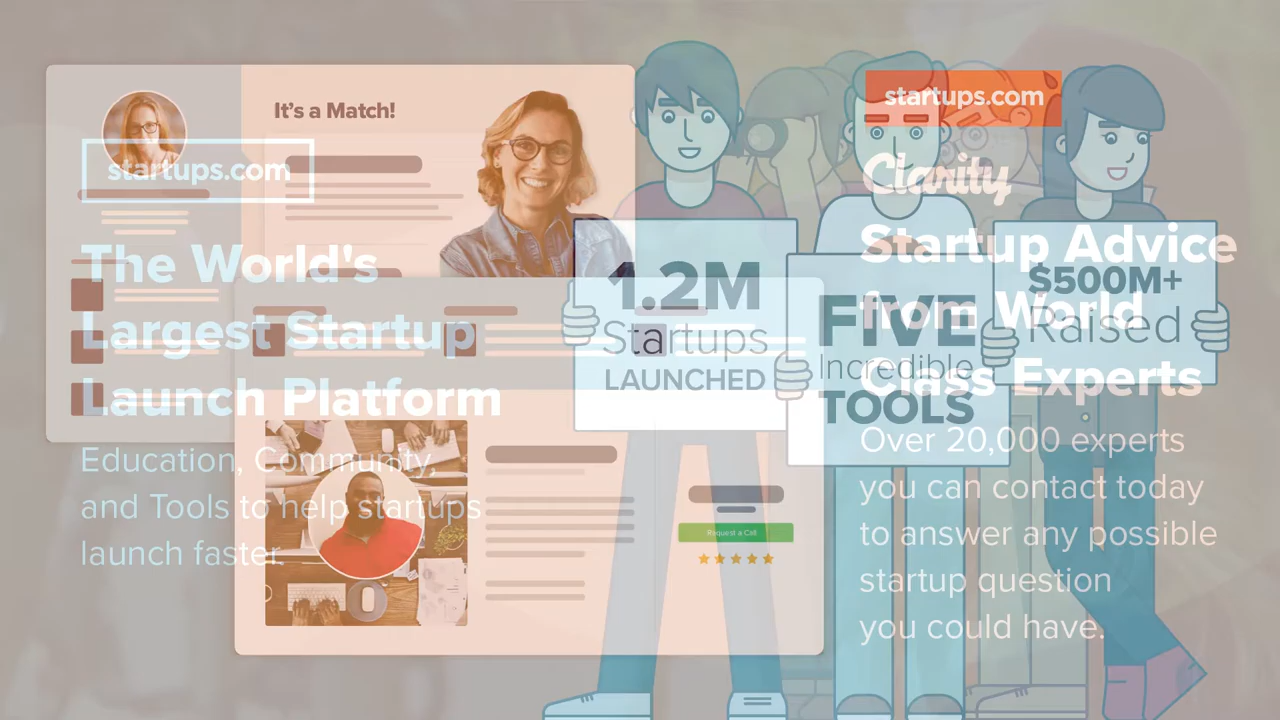 startups.com
The World's
Largest Startup
Launch Platform
Education, Community,
and Tools to help startups
launch faster.
It's a Match!
1.2M
Startups
LAUNCHED
FIVE
Incredible
TOOLS
$500M+
Raised
Request a Call
startups.com
Clarity
Startup Advice
from World
Class Experts
Over 20,000 experts
you can contact today
to answer any possible
startup question
you could have.